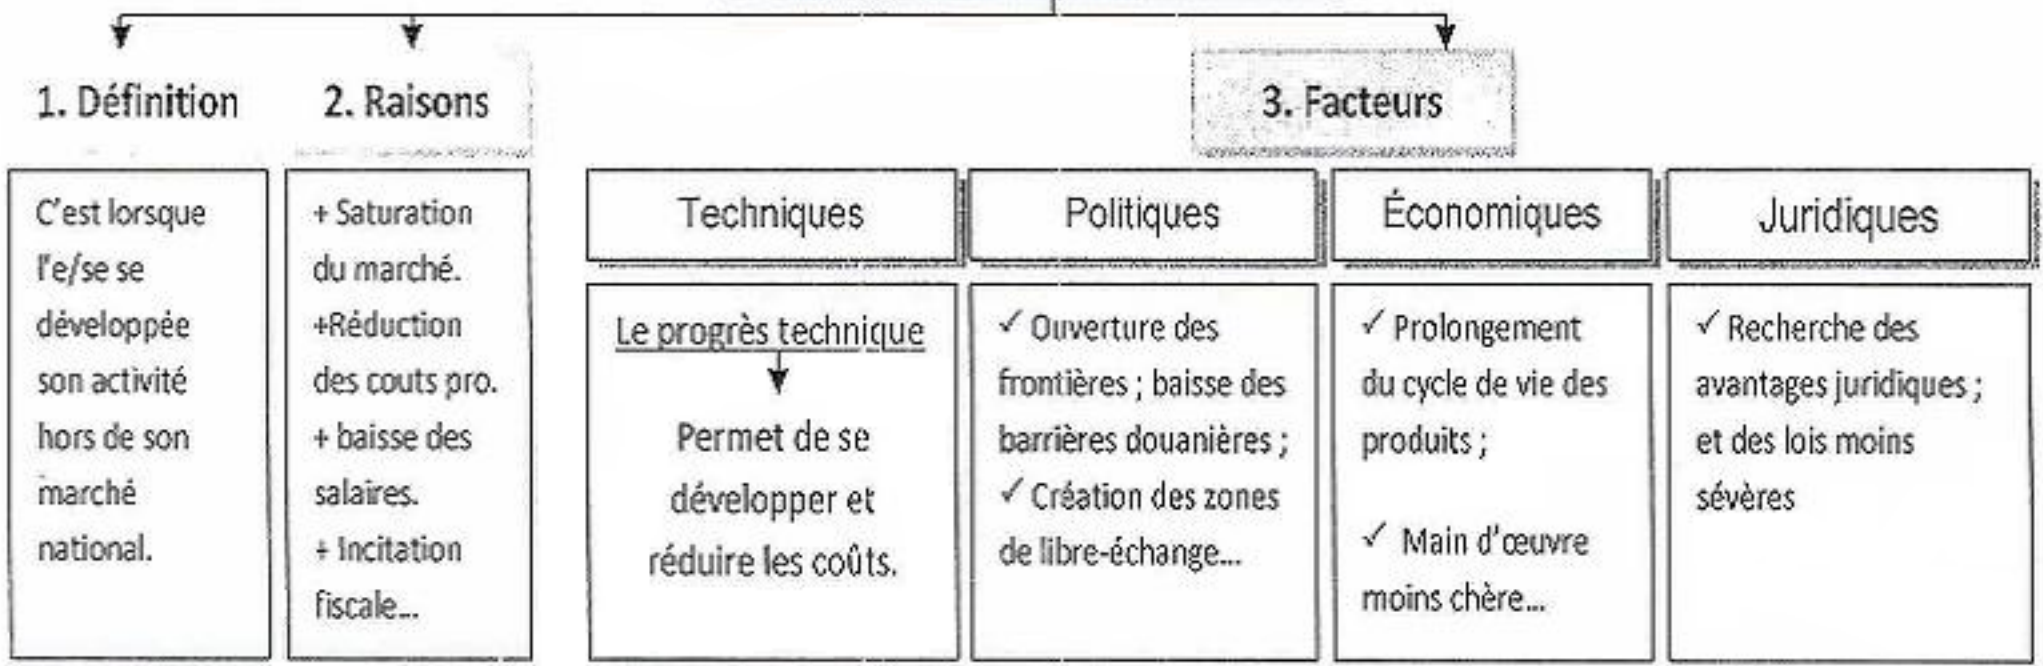 1. Définition
2. Raisons
3. Facteurs
C'est lorsque
l'e/se se
développée
son activité
hors de son
marché
national.
+ Saturation
du marché.
+Réduction
des couts pro.
+ baisse des
salaires.
+ Incitation
fiscale...
Techniques
Le progrès technique
Permet de se
développer et
réduire les coûts.
Politiques
✓ Ouverture des
frontières ; baisse des
barrières douanières ;
✓ Création des zones
de libre-échange...
Économiques
✓ Prolongement
du cycle de vie des
produits ;
✓ Main d'œuvre
moins chère...
Juridiques
✓ Recherche des
avantages juridiques ;
et des lois moins
sévères